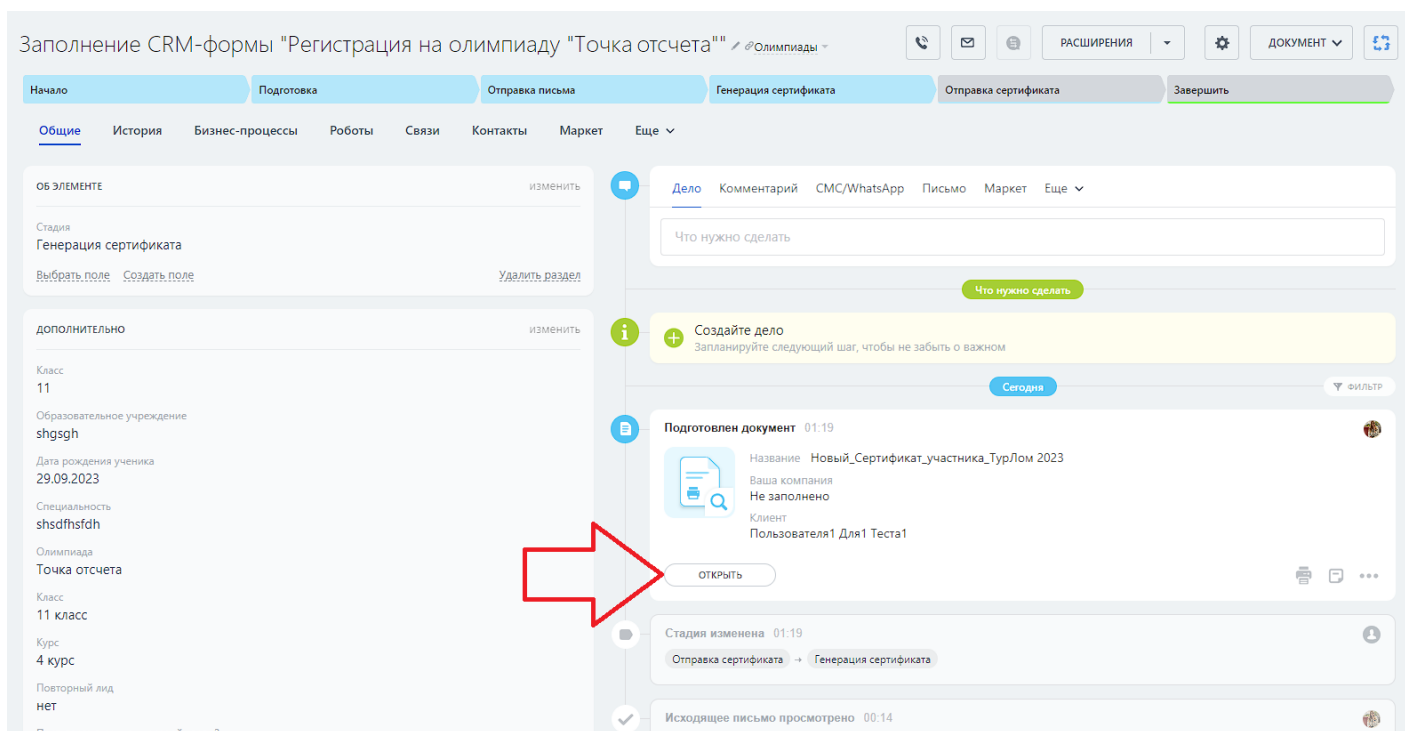 Заполнение CRM-формы "Регистрация на олимпиаду "Точка отсчета"" Олимпиады
РАСШИРЕНИЯ
ДОКУМЕНТ
Начало
Подготовка
Отправка письма
Генерация сертификата
Отправка сертификата
Завершить
Общие История Бизнес-процессы Роботы Связи Контакты Маркет Еще
ОБ ЭЛЕМЕНТЕ
ИЗМЕНИТЬ
Стадия
Генерация сертификата
Выбрать поле Создать поле
Удалить раздел
ДОПОЛНИТЕЛЬНО
ИЗМЕНИТЬ
Класс
11
Образовательное учреждение
shgsgh
Дата рождения ученика
29.09.2023
Специальность
shsdfhsfdh
Олимпиада
Точка отсчета
Класс
11 класс
Курс
4 курс
Повторный лид
нет
Дело Комментарий СМС/WhatsApp Письмо Маркет Еще
Что нужно сделать
Что нужно сделать
Создайте дело
Запланируйте следующий шаг, чтобы не забыть о важном
Сегодня
ФИЛЬТР
Подготовлен документ 01:19
Название Новый_Сертификат_участника_ТурЛом 2023
Ваша компания
Не заполнено
Клиент
Пользователя1 Для1 Теста1
ОТКРЫТЬ
Стадия изменена 01:19
Отправка сертификата → Генерация сертификата
Исходящее письмо просмотрено 00:14